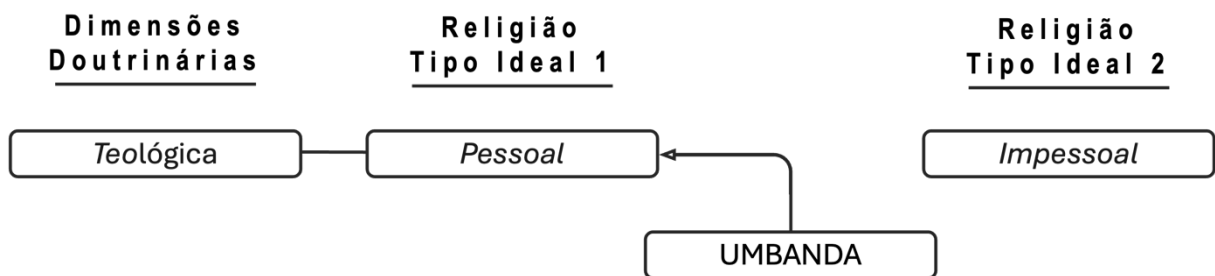 Dimensões
Doutrinárias
Religião
Tipo Ideal 1
Religião
Tipo Ideal 2
Teológica
Pessoal
Impessoal
UMBANDA